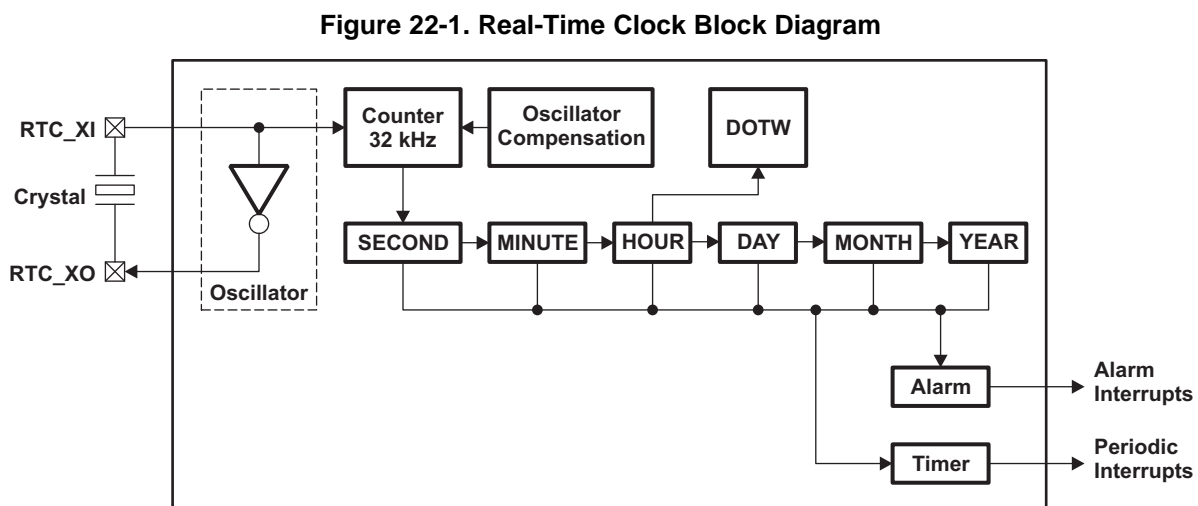 Figure 22-1. Real-Time Clock Block Diagram
RTC_XI
Counter
32 kHz
Oscillator
Compensation
DOTW
Crystal
SECOND
MINUTE
HOUR
DAY
MONTH
YEAR
RTC_XO
Oscillator
Alarm
Alarm
Interrupts
Timer
Periodic
Interrupts